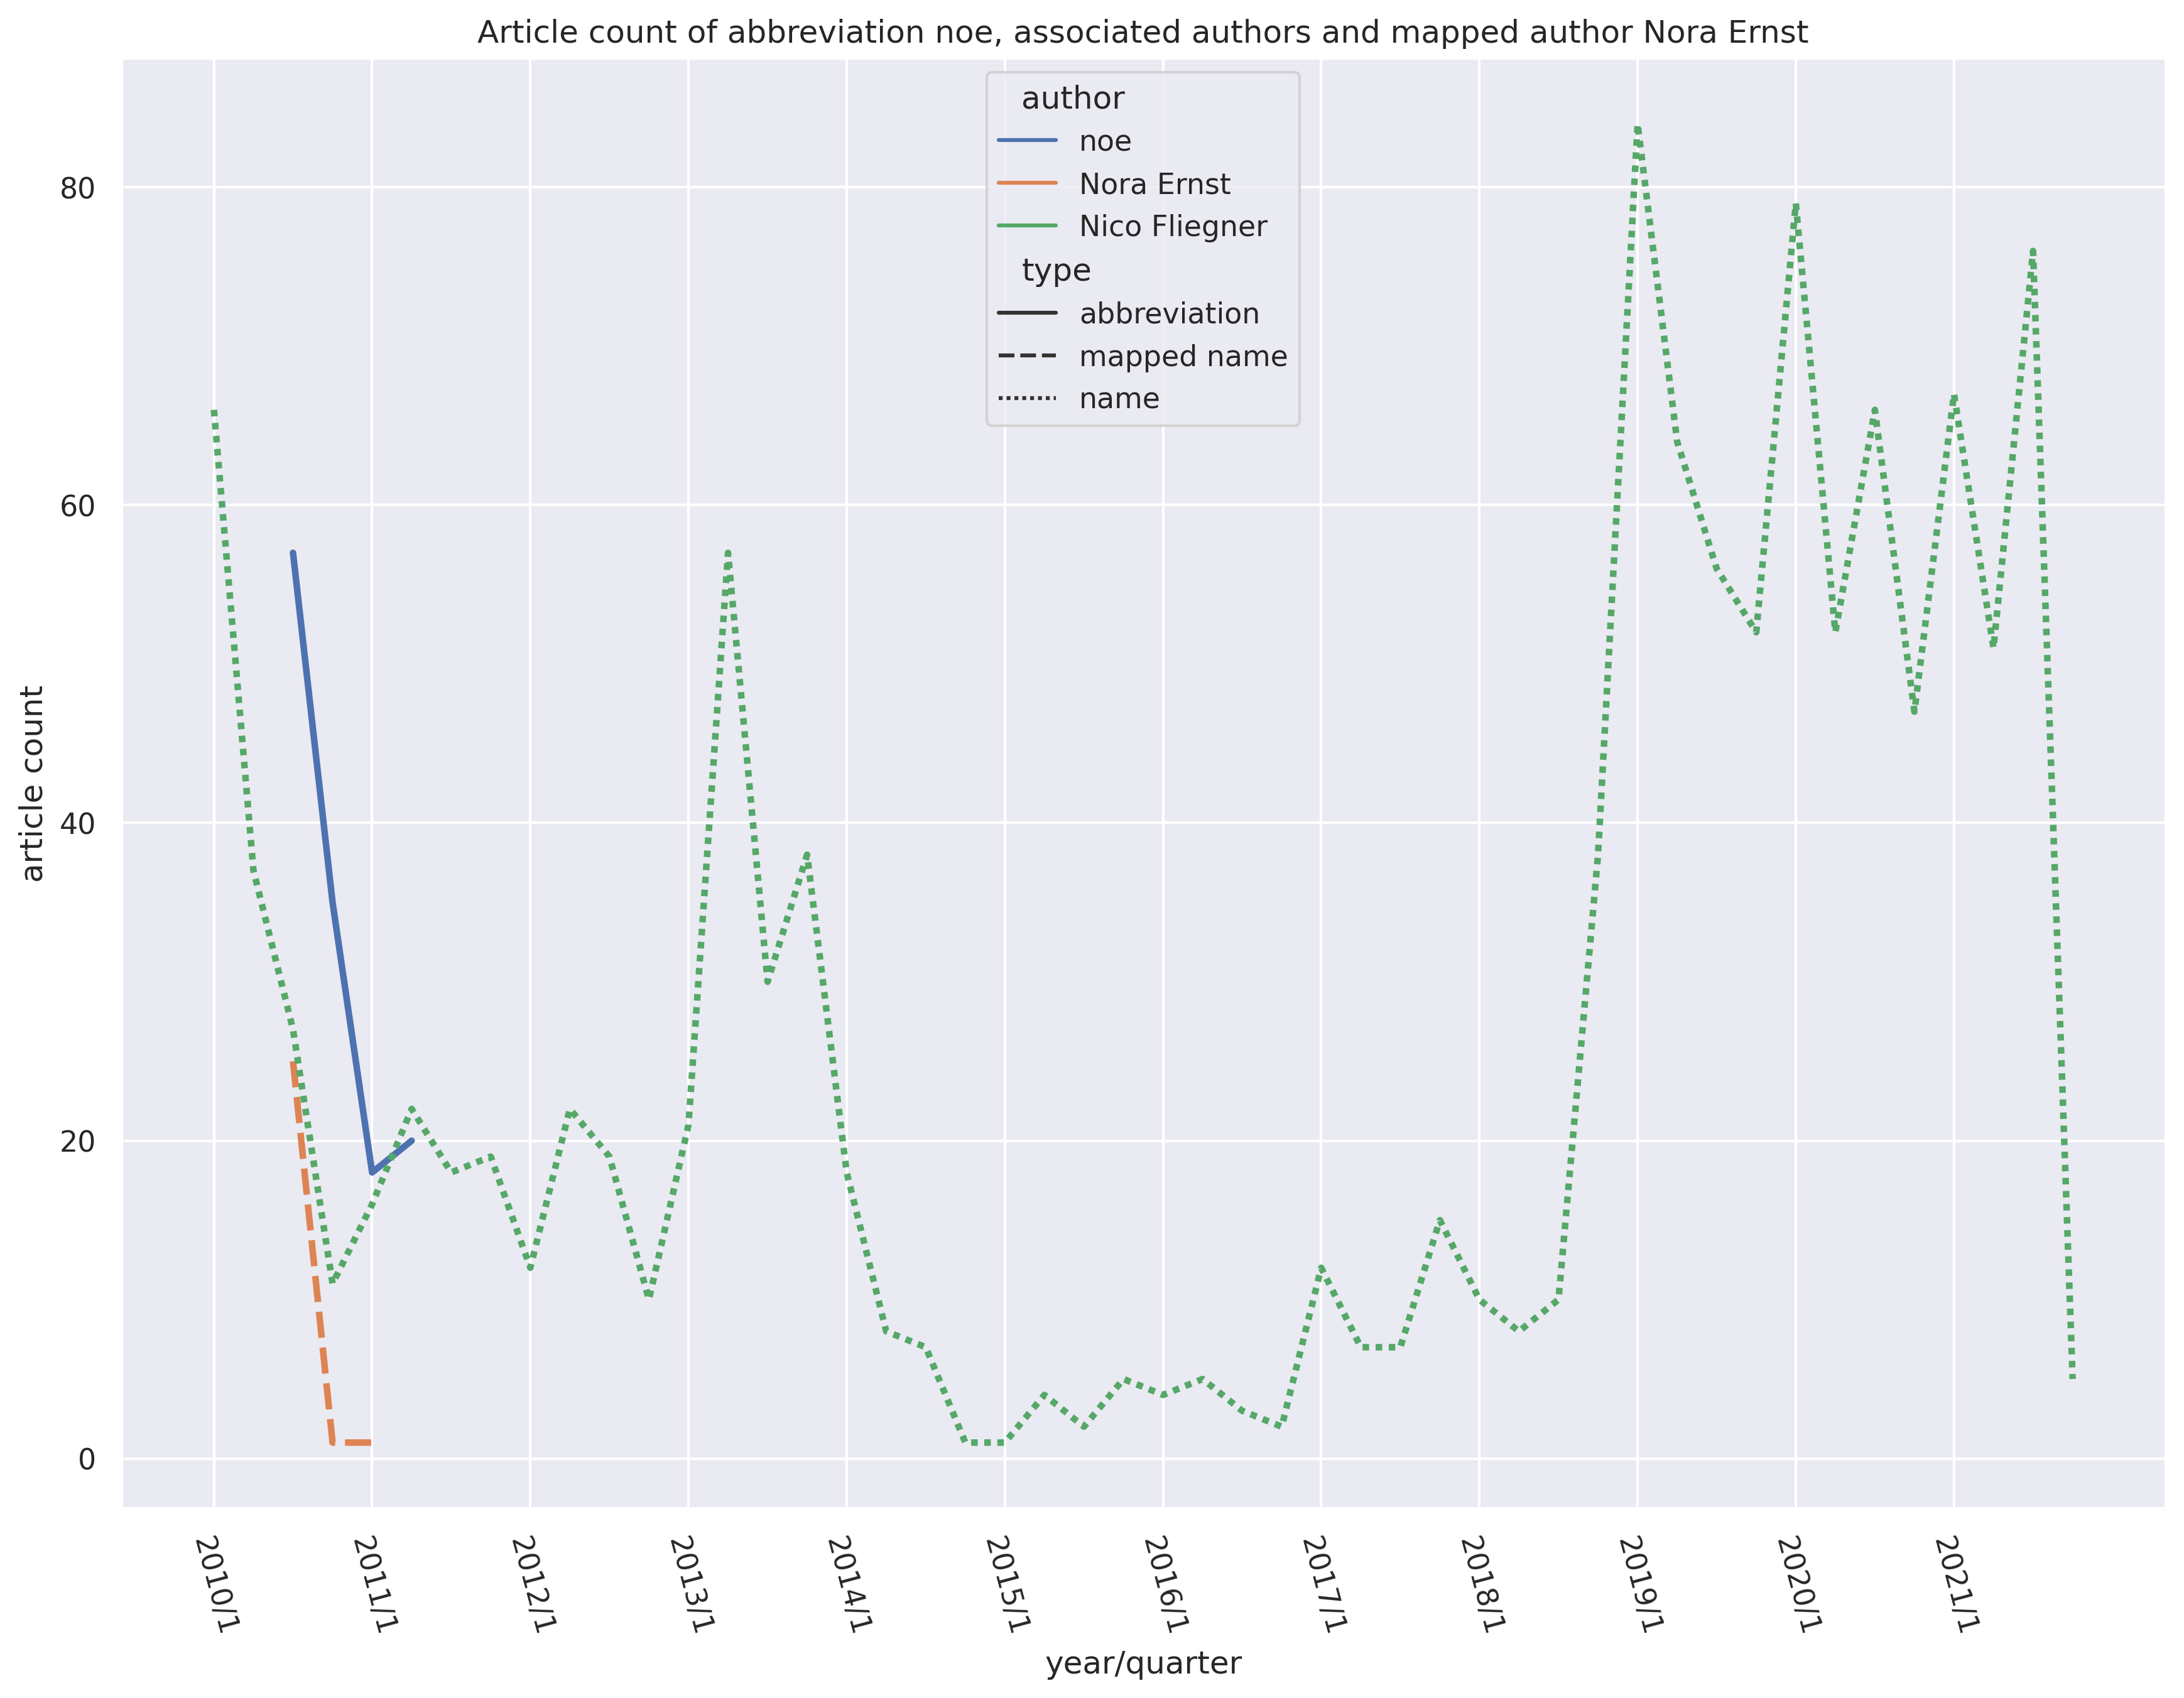 Article count of abbreviation noe, associated authors and mapped author Nora Ernst
author
noe
Nora Ernst
Nico Fliegner
type
abbreviation
mapped name
name
article count
80
60
40
20
0
2010/1
2011/1
2012/1
2013/1
2014/1
2015/1
2016/1
2017/1
2018/1
2019/1
2020/1
2021/1
year/quarter